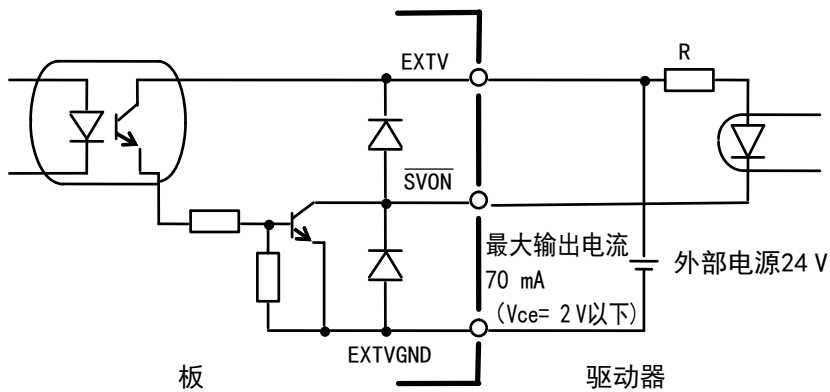 EXTV
R
SVON
最大输出电流
70 mA
(Vce= 2 V以下)
外部电源24 V
EXTVGND
板
驱动器